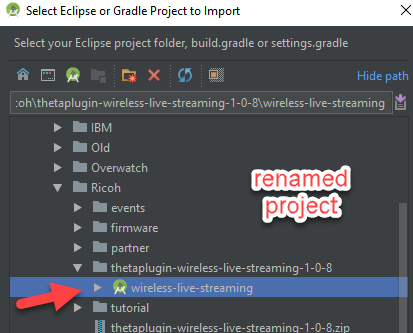 Select Eclipse or Gradle Project to Import
Select your Eclipse project folder, build.gradle or settings.gradle
Hide path
:oh\thetaplugin-wireless-live-streaming-1-0-8\wireless-live-streaming
IBM
Old
Overwatch
Ricoh
events
firmware
partner
thetaplugin-wireless-live-streaming-1-0-8
wireless-live-streaming
tutorial
thetaplugin-wireless-live-streaming-1-0-8.zip
renamed
project